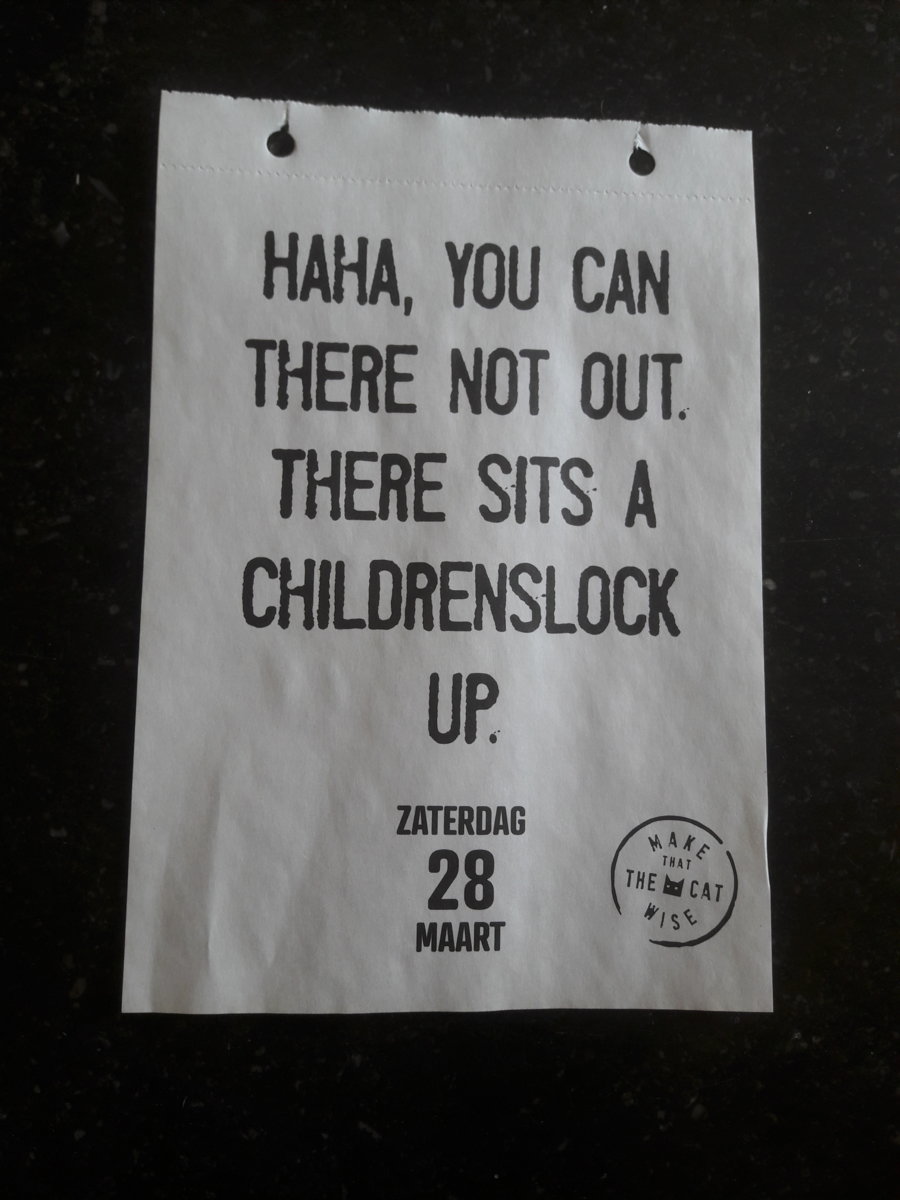 HAHA, YOU CAN
THERE NOT OUT.
THERE SITS A
CHILDRENSLOCK
UP.
ZATERDAG
28
MAART
MAKE
THAT
THE CAT
WISE